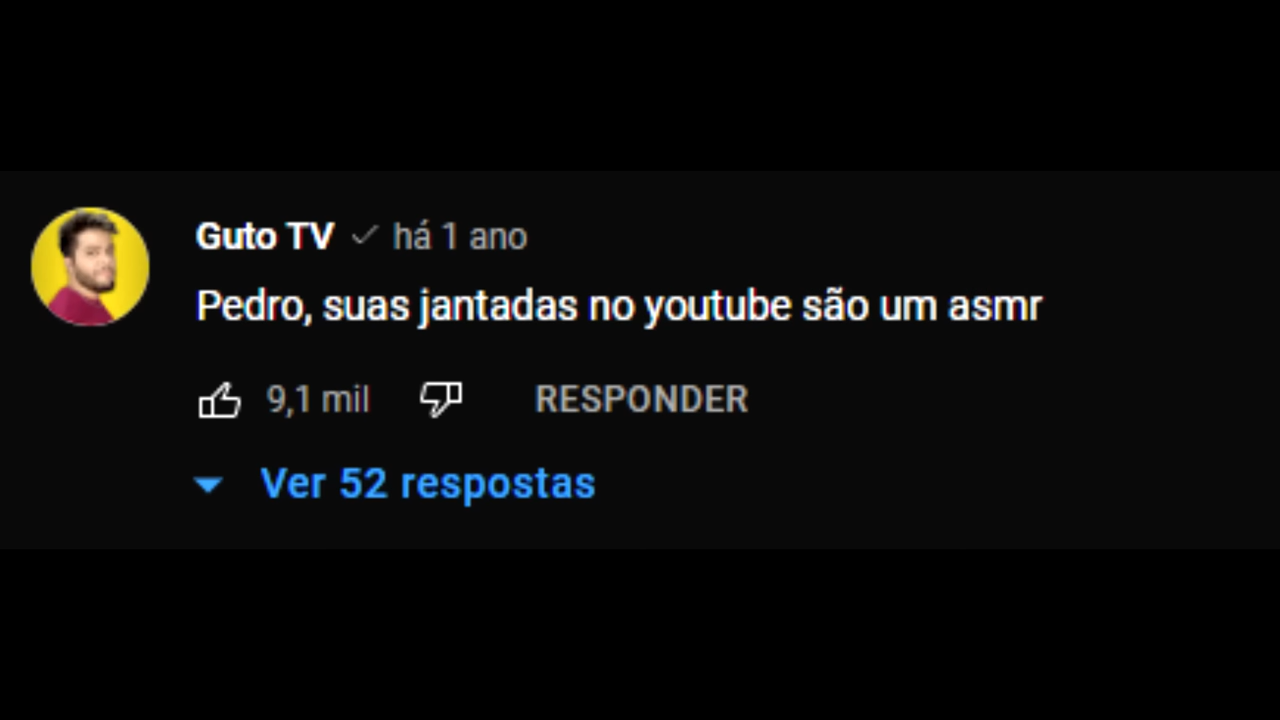 Guto TV há 1 ano
Pedro, suas jantadas no youtube são um asmr
9,1 mil RESPONDER
Ver 52 respostas